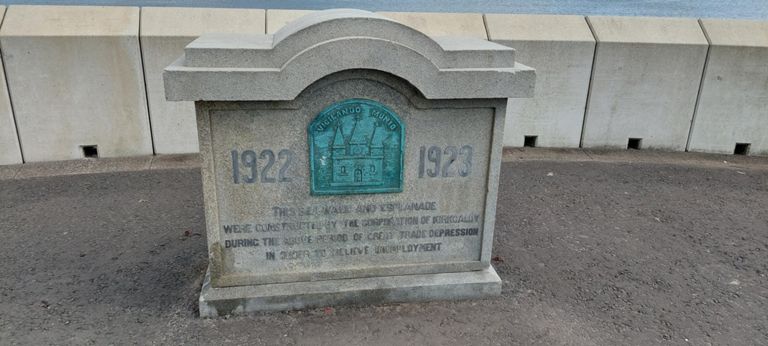 VIGILANDO MUNIO
1922 1923
THIS SEA WALL AND ESPLANADE
WERE CONSTRUCTED BY THE CORPORATION OF KIRKCALDY
DURING THE ABOVE PERIOD OF GREAT TRADE DEPRESSION
IN ORDER TO RELIEVE UNEMPLOYMENT